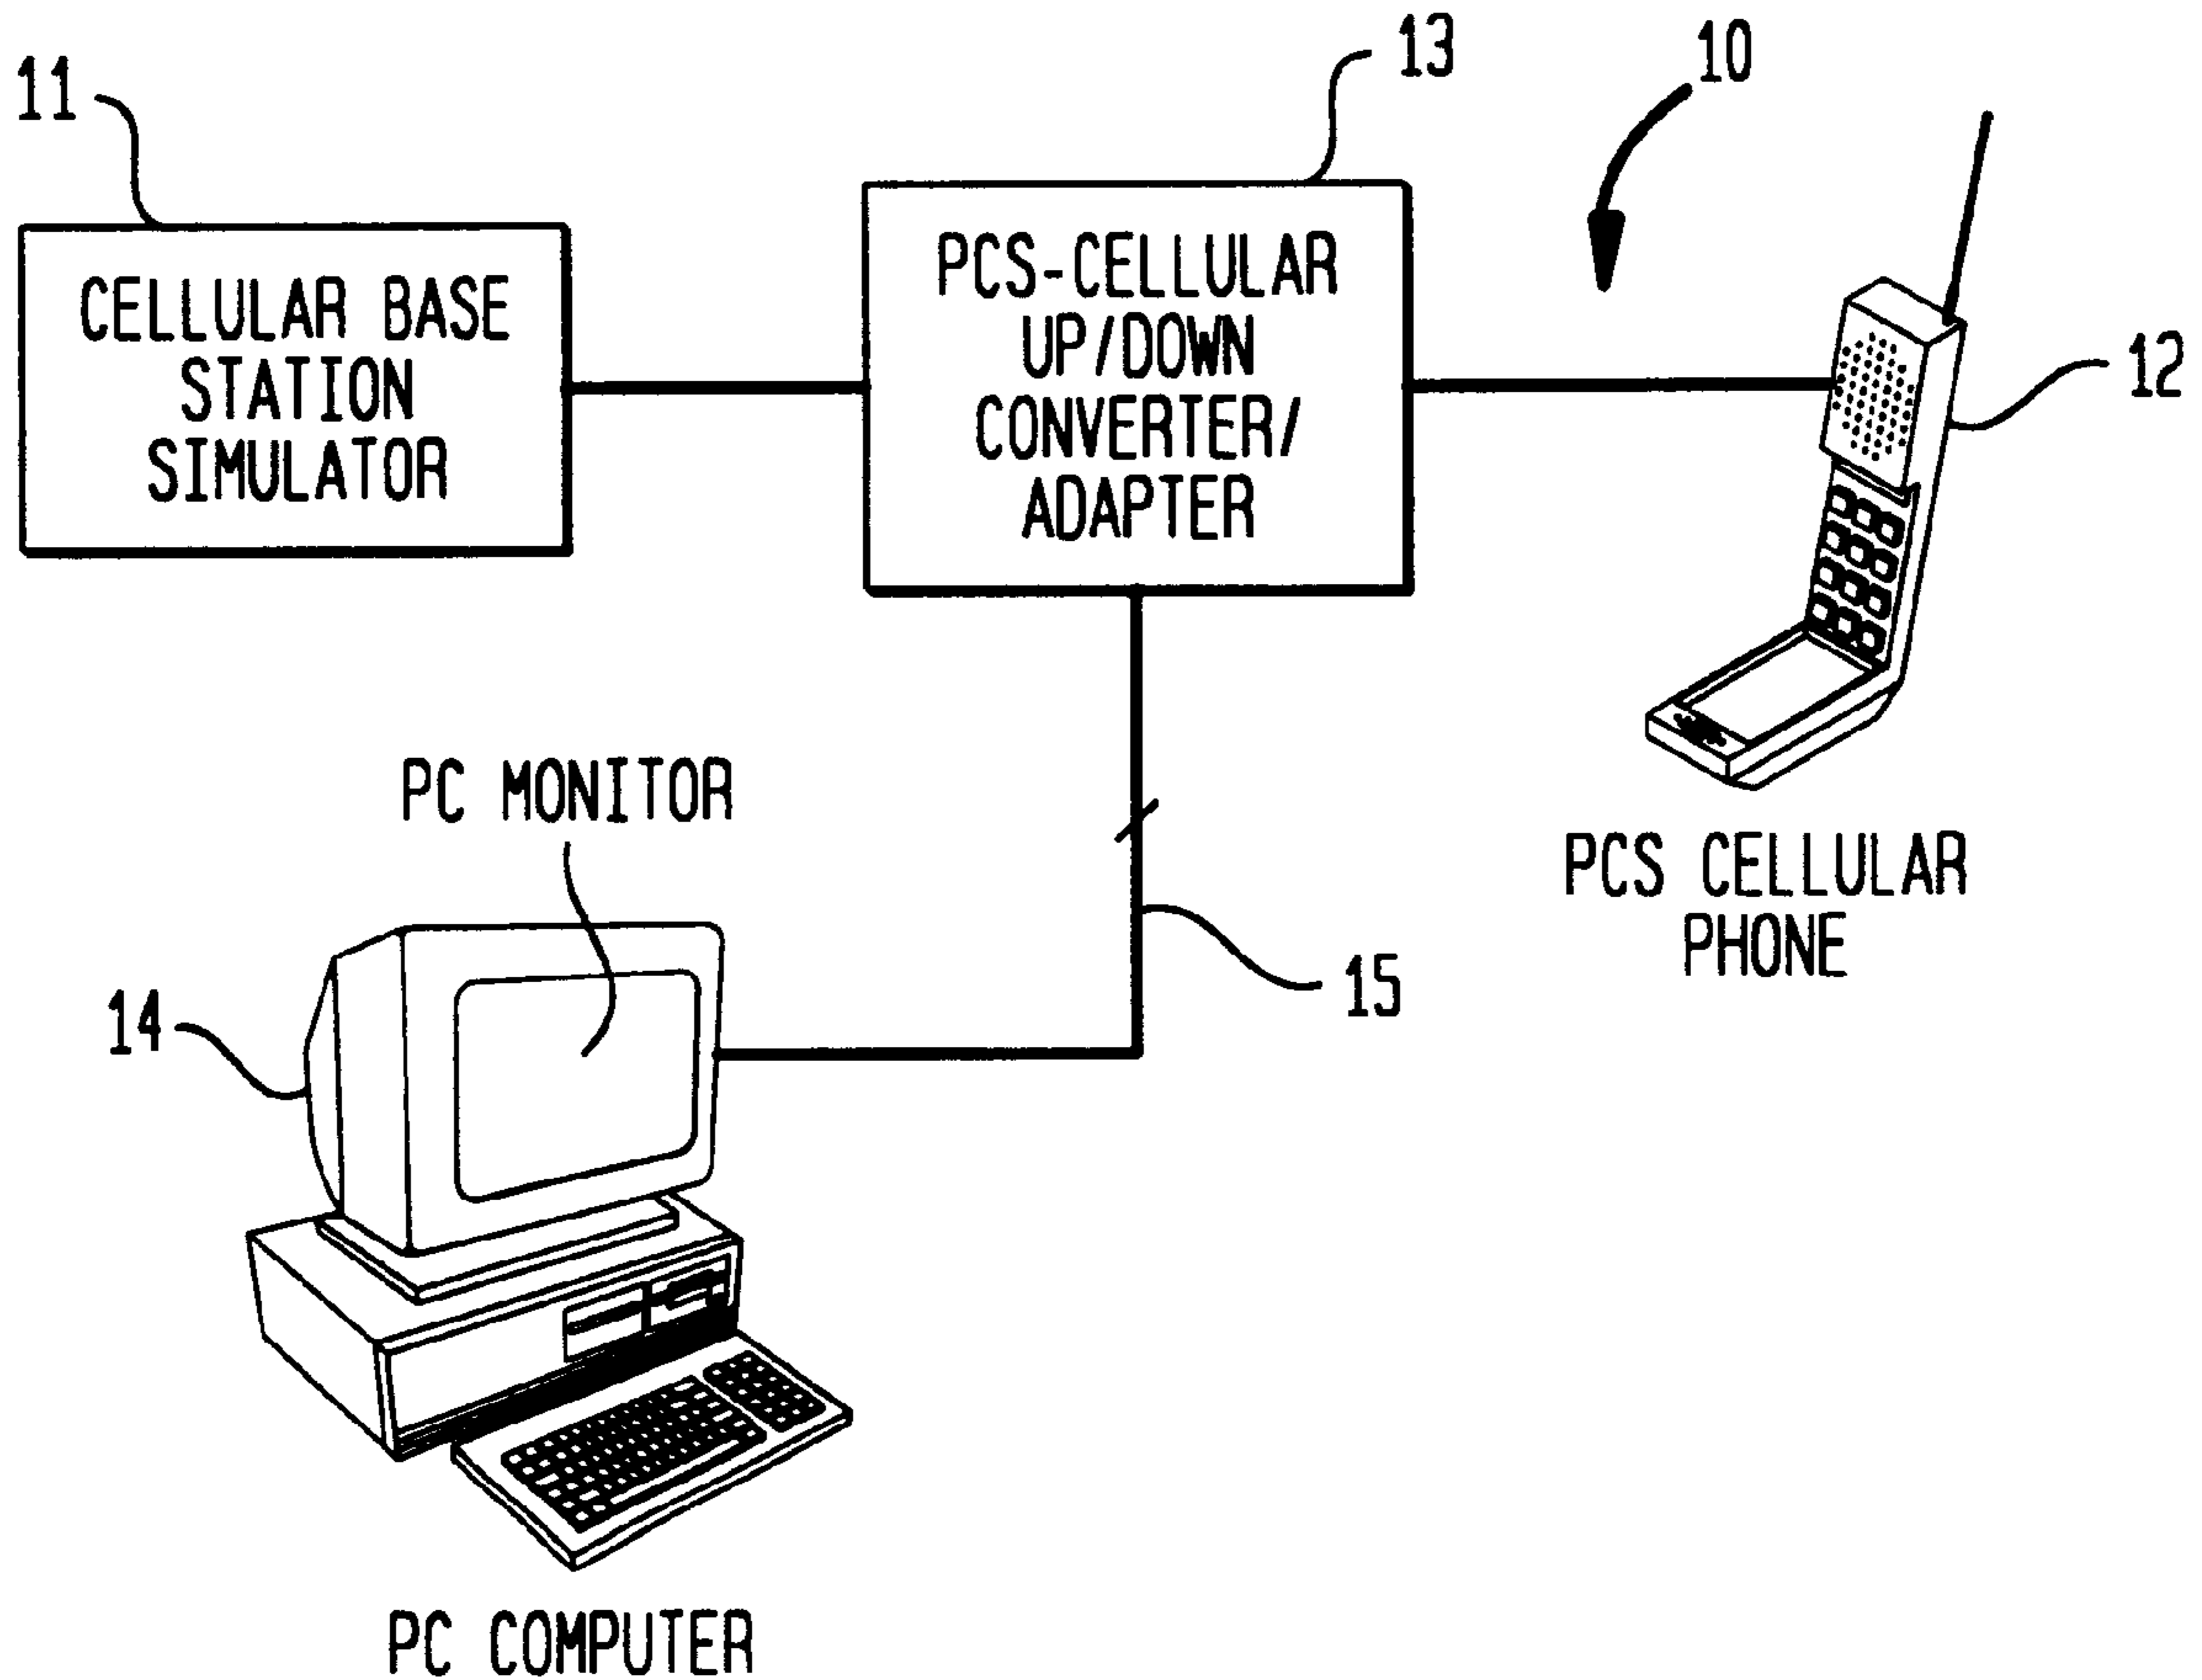 11
13
10
CELLULAR BASE
STATION
SIMULATOR
PCS-CELLULAR
UP/DOWN
CONVERTER/
ADAPTER
12
PCS CELLULAR
PHONE
PC MONITOR
14
15
PC COMPUTER